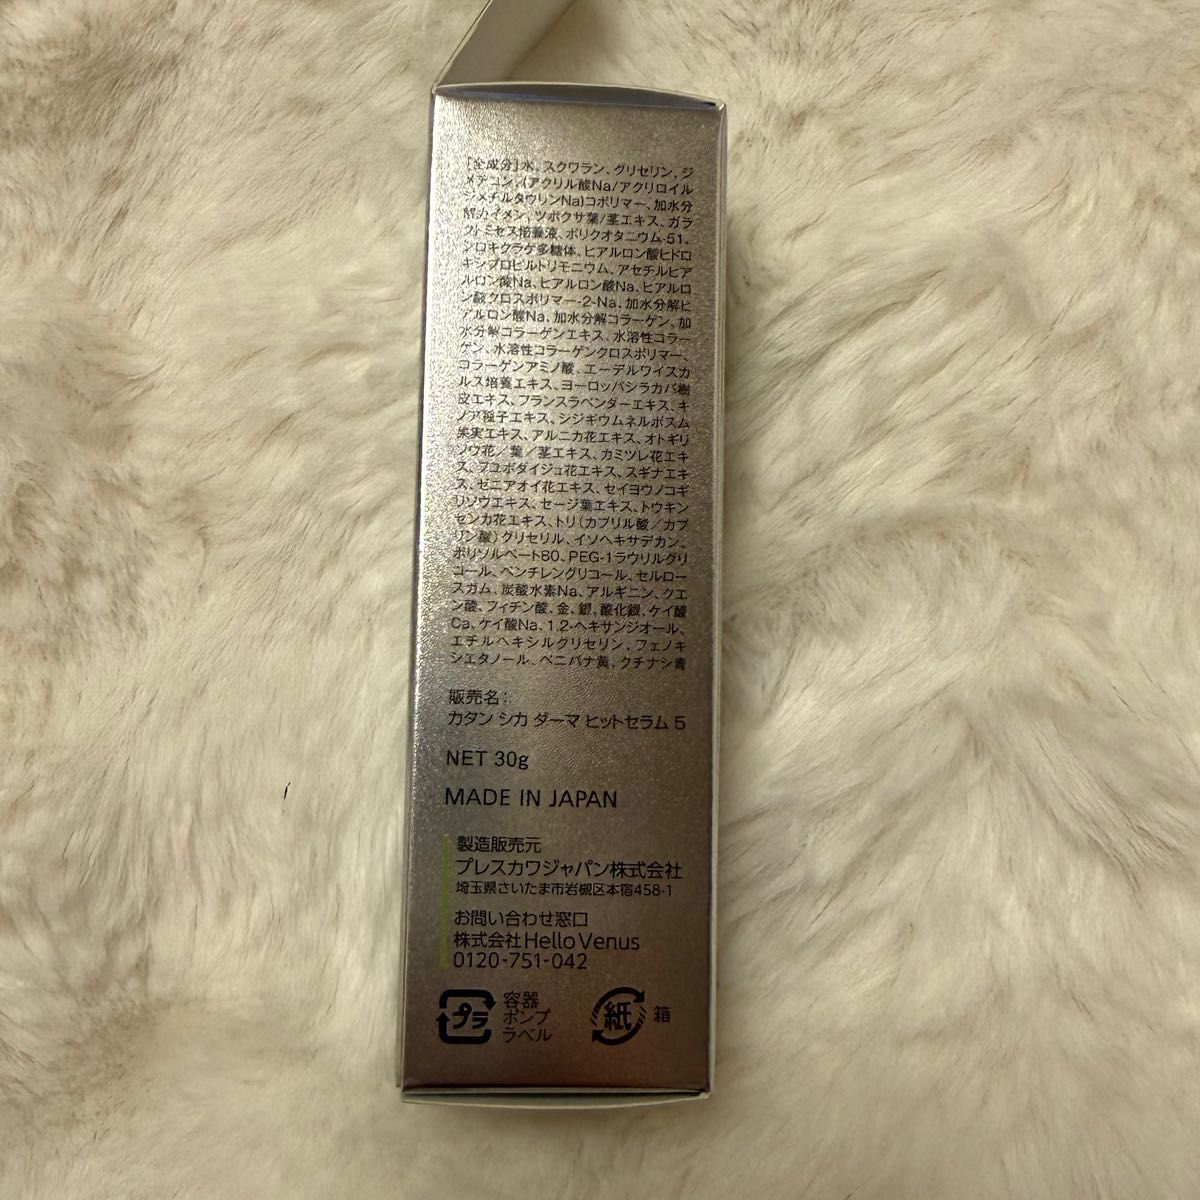 ［全成分］水、スクワラン、グリセリン、ジ
メチコン、(アクリル酸Na/アクリロイル
ジメチルタウリンNa)コポリマー、加水分
解カイメン、ツボクサ葉/茎エキス、ガラ
クトミセス培養液、ポリクオタニウム-51、
シロキクラゲ多糖体、ヒアルロン酸ヒドロ
キシプロピルトリモニウム、アセチルヒア
ルロン酸Na、ヒアルロン酸Na、ヒアルロ
ン酸クロスポリマー-2-Na、加水分解ヒ
アルロン酸Na、加水分解コラーゲン、加
水分解コラーゲンエキス、水溶性コラー
ゲン、水溶性コラーゲンクロスポリマー、
コラーゲンアミノ酸、エーデルワイスカ
ルス培養エキス、ヨーロッパシラカバ樹
皮エキス、フランスラベンダーエキス、キ
ノア種子エキス、シジギウムネルボスム
果実エキス、アルニカ花エキス、オトギリ
ソウ花／葉／茎エキス、カミツレ花エキ
ス、フユボダイジュ花エキス、スギナエキ
ス、ゼニアオイ花エキス、セイヨウノコギ
リソウエキス、セージ葉エキス、トウキン
センカ花エキス、トリ（カプリル酸／カプ
リン酸）グリセリル、イソヘキサデカン、
ポリソルベート80、PEG-1ラウリルグリ
コール、ペンチレングリコール、セルロー
スガム、炭酸水素Na、アルギニン、クエ
ン酸、フィチン酸、金、銀、酸化銀、ケイ酸
Ca、ケイ酸Na、1,2-ヘキサンジオール、
エチルヘキシルグリセリン、フェノキ
シエタノール、ベニバナ黄、クチナシ青
販売名：
カタン シカ ダーマ ヒットセラム 5
NET 30g
MADE IN JAPAN
製造販売元
プレスカワジャパン株式会社
埼玉県さいたま市岩槻区本宿458-1
お問い合わせ窓口
株式会社Hello Venus
0120-751-042
プラ
容器
ポンプ
ラベル
紙
箱